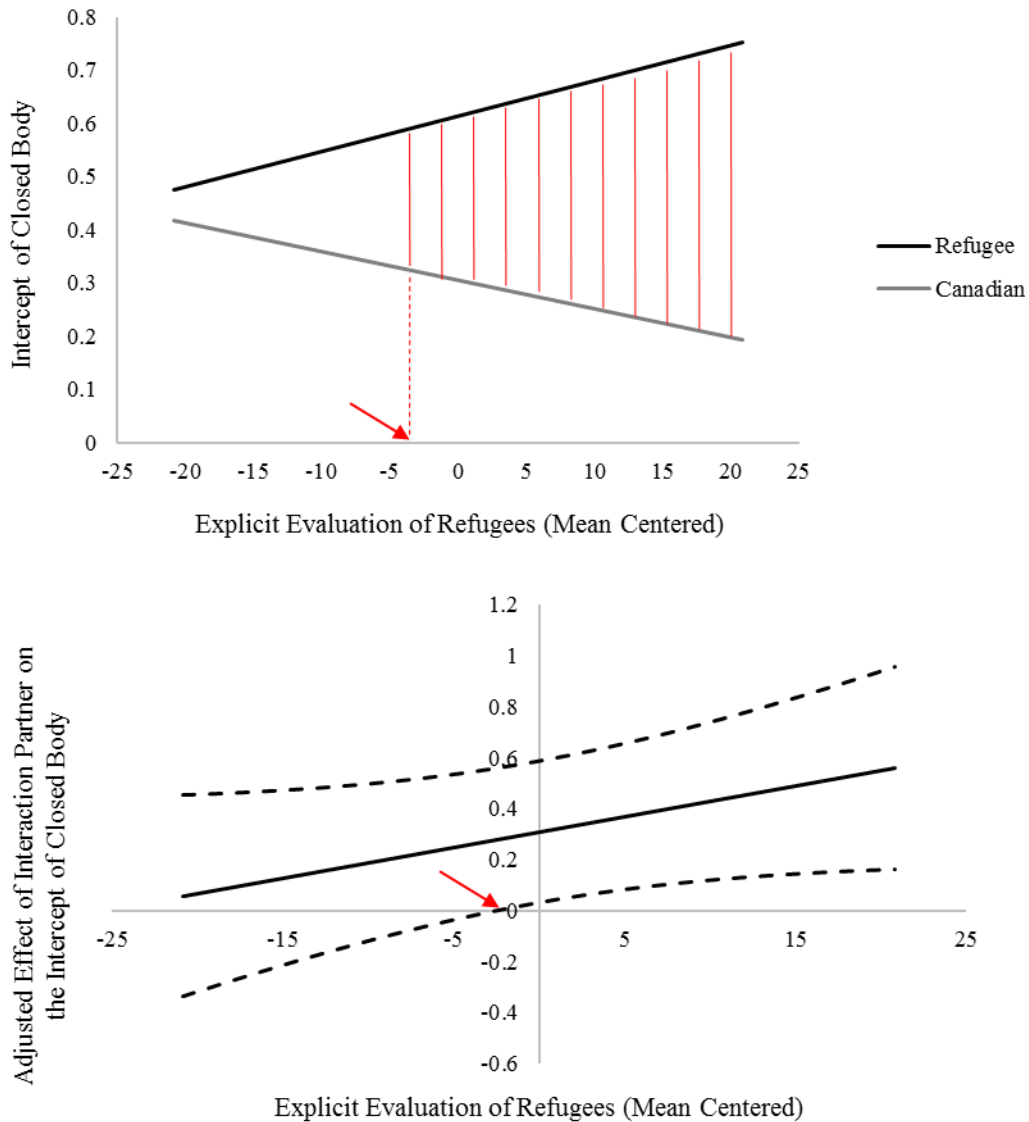 0.8
0.7
0.6
0.5
0.4
0.3
0.2
0.1
0
Intercept of Closed Body
-25 -20 -15 -10 -5 0 5 10 15 20 25
Explicit Evaluation of Refugees (Mean Centered)
Refugee
Canadian
Adjusted Effect of Interaction Partner on
the Intercept of Closed Body
1.2
1
0.8
0.6
0.4
0.2
0
-0.2
-0.4
-0.6
-25 -15 -5 5 15 25
Explicit Evaluation of Refugees (Mean Centered)